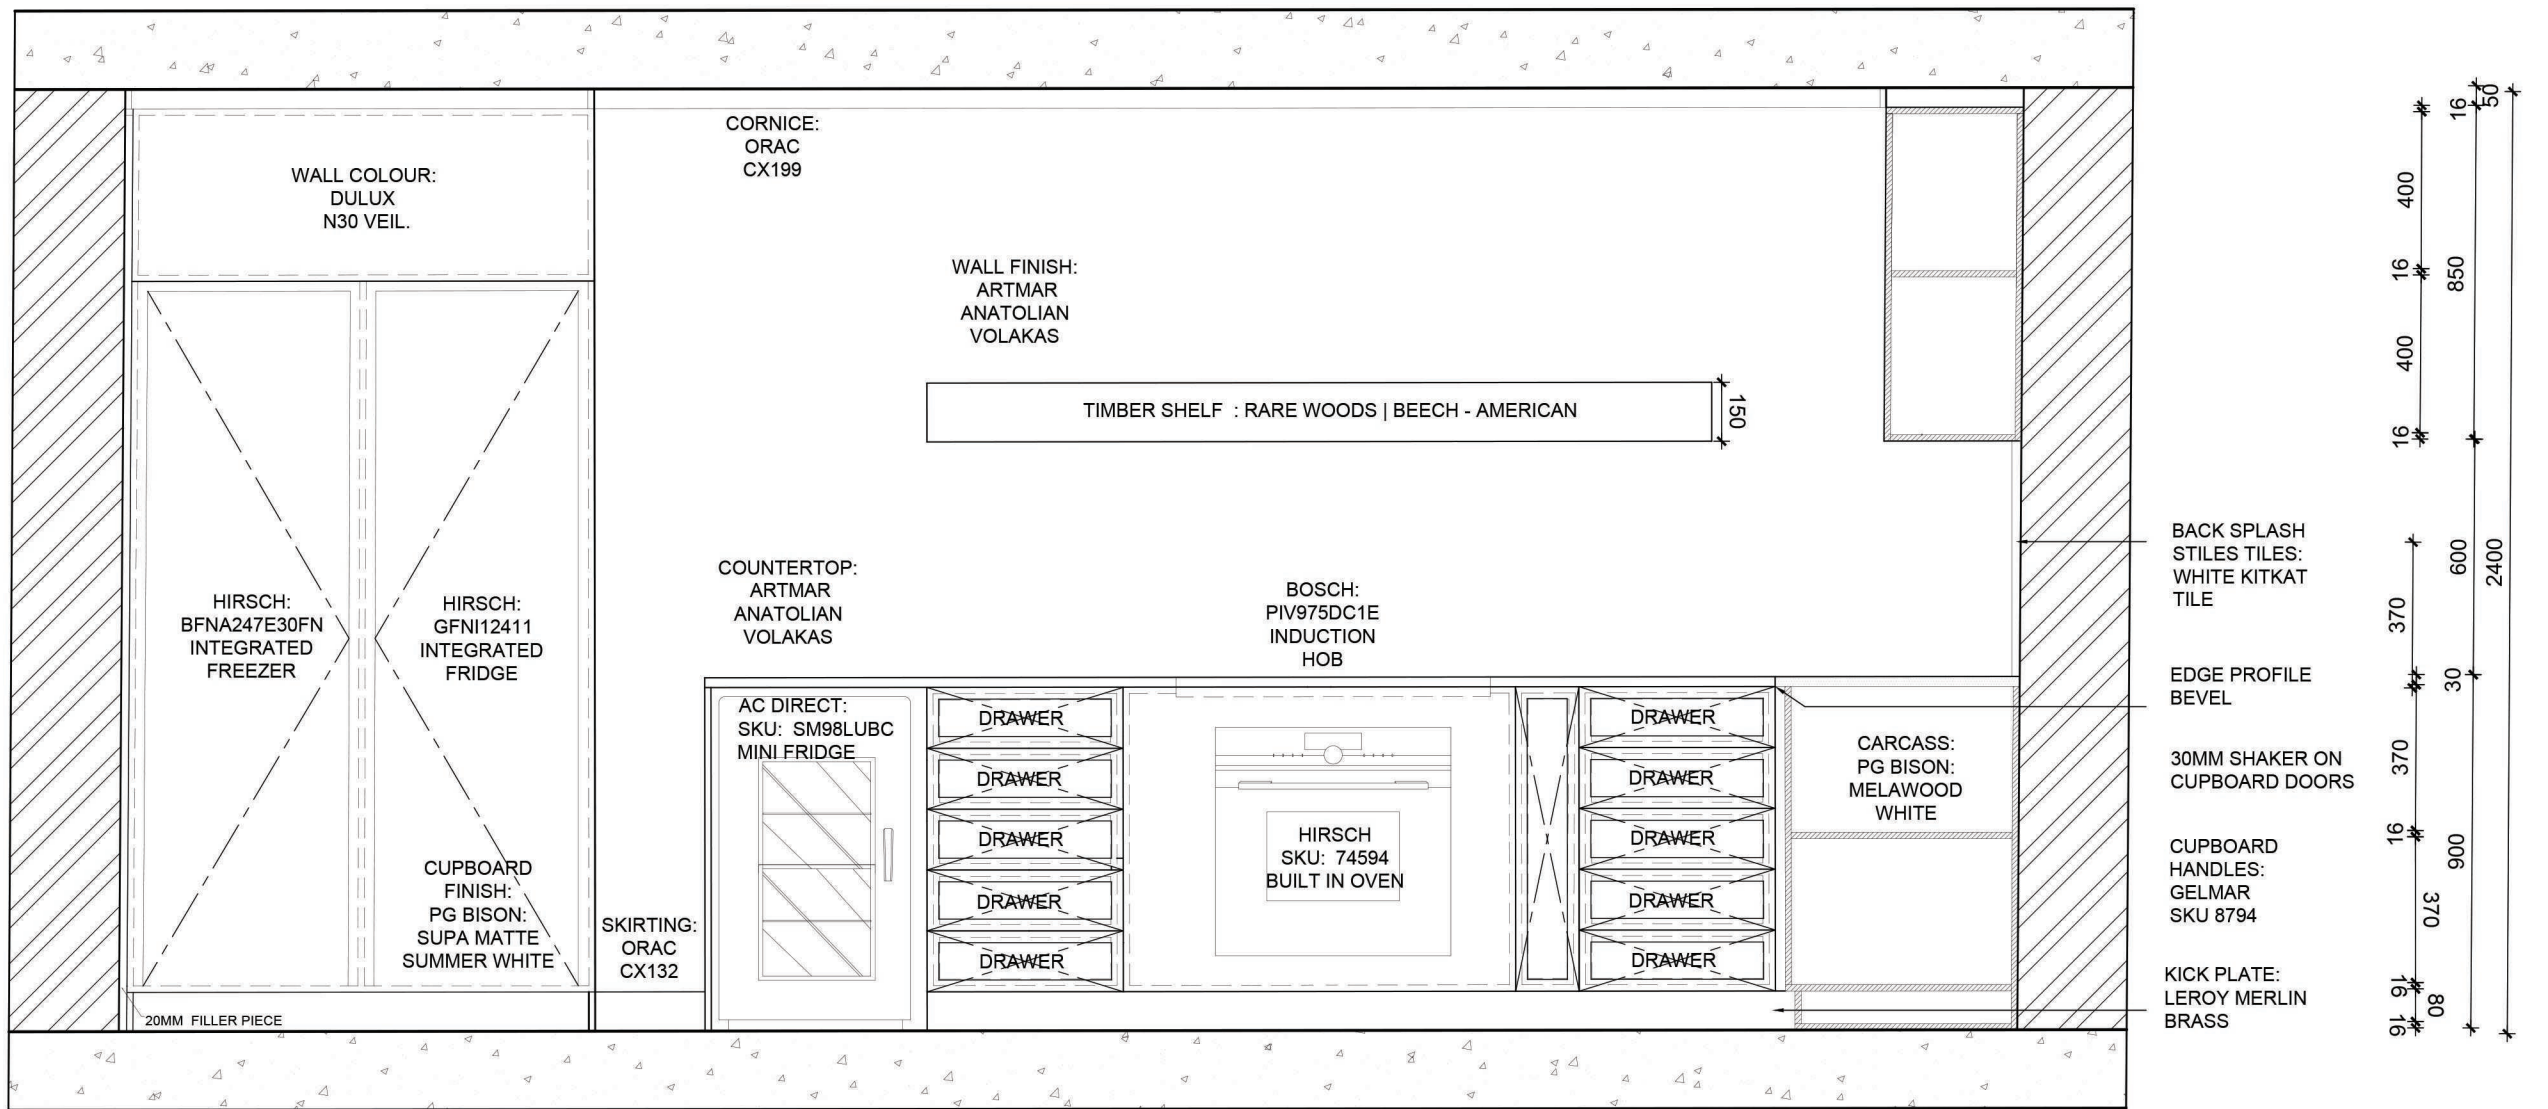 CORNICE:
ORAC
CX199
WALL COLOUR:
DULUX
N30 VEIL.
WALL FINISH:
ARTMAR
ANATOLIAN
VOLAKAS
TIMBER SHELF : RARE WOODS | BEECH - AMERICAN
150
HIRSCH:
BFNA247E30FN
INTEGRATED
FREEZER
HIRSCH:
GFNI12411
INTEGRATED
FRIDGE
COUNTERTOP:
ARTMAR
ANATOLIAN
VOLAKAS
BOSCH:
PIV975DC1E
INDUCTION
HOB
AC DIRECT:
SKU: SM98LUBC
MINI FRIDGE
DRAWER
DRAWER
DRAWER
DRAWER
DRAWER
HIRSCH
SKU: 74594
BUILT IN OVEN
DRAWER
DRAWER
DRAWER
DRAWER
DRAWER
CARCASS:
PG BISON:
MELAWOOD
WHITE
CUPBOARD
FINISH:
PG BISON:
SUPA MATTE
SUMMER WHITE
SKIRTING:
ORAC
CX132
20MM FILLER PIECE
BACK SPLASH
STILES TILES:
WHITE KITKAT
TILE
EDGE PROFILE
BEVEL
30MM SHAKER ON
CUPBOARD DOORS
CUPBOARD
HANDLES:
GELMAR
SKU 8794
KICK PLATE:
LEROY MERLIN
BRASS
400
16
400
16
370
370
16
370
16
80
16
16
850
600
30
900
50
2400